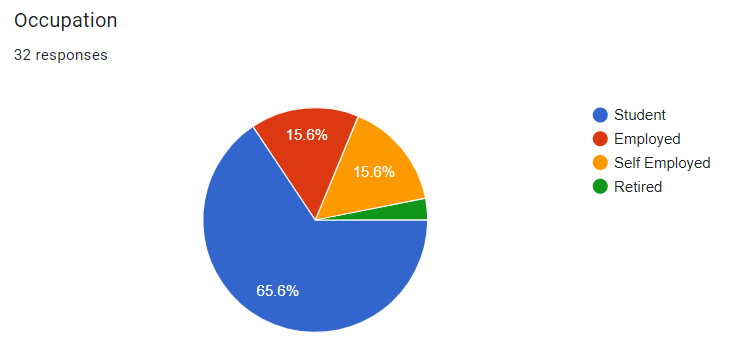 Occupation
32 responses
15.6%
15.6%
65.6%
Student
Employed
Self Employed
Retired